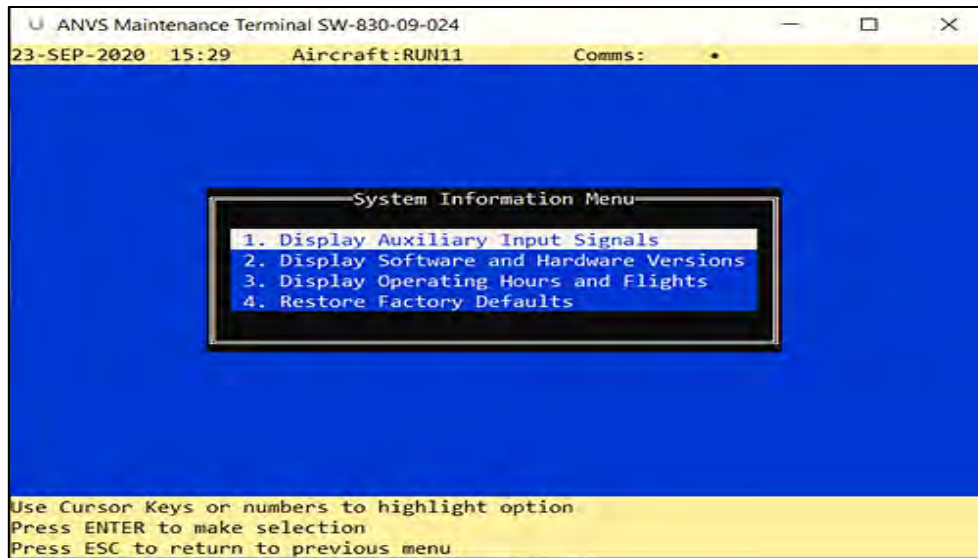 ANVS Maintenance Terminal SW-830-09-024
23-SEP-2020 15:29 Aircraft:RUN11 Comms:
System Information Menu
1. Display Auxiliary Input Signals
2. Display Software and Hardware Versions
3. Display Operating Hours and Flights
4. Restore Factory Defaults
Use Cursor Keys or numbers to highlight option
Press ENTER to make selection
Press ESC to return to previous menu